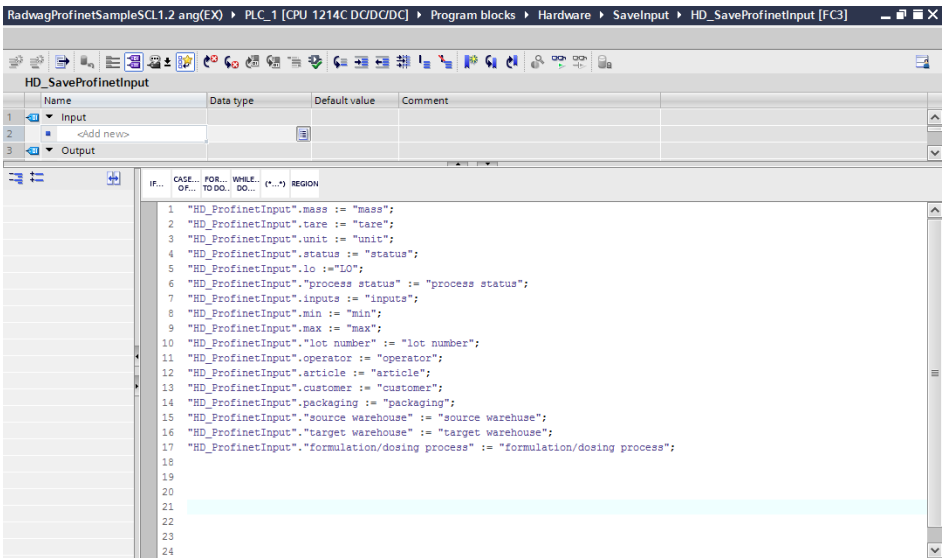 RadwagProfinetSampleSCL1.2 ang(EX) ▸ PLC_1 [CPU 1214C DC/DC/DC] ▸ Program blocks ▸ Hardware ▸ SaveInput ▸ HD_SaveProfinetInput [FC3]
HD_SaveProfinetInput
Name Data type Default value Comment
1 Input
2 <Add new>
3 Output
IF... CASE... OF... FOR... TO DO.. WHILE.. DO... (*...*) REGION
1 "HD_ProfinetInput".mass := "mass";
2 "HD_ProfinetInput".tare := "tare";
3 "HD_ProfinetInput".unit := "unit";
4 "HD_ProfinetInput".status := "status";
5 "HD_ProfinetInput".lo :="LO";
6 "HD_ProfinetInput"."process status" := "process status";
7 "HD_ProfinetInput".inputs := "inputs";
8 "HD_ProfinetInput".min := "min";
9 "HD_ProfinetInput".max := "max";
10 "HD_ProfinetInput"."lot number" := "lot number";
11 "HD_ProfinetInput".operator := "operator";
12 "HD_ProfinetInput".article := "article";
13 "HD_ProfinetInput".customer := "customer";
14 "HD_ProfinetInput".packaging := "packaging";
15 "HD_ProfinetInput"."source warehouse" := "source warehuse";
16 "HD_ProfinetInput"."target warehouse" := "target warehouse";
17 "HD_ProfinetInput"."formulation/dosing process" := "formulation/dosing process";
18
19
20
21
22
23
24